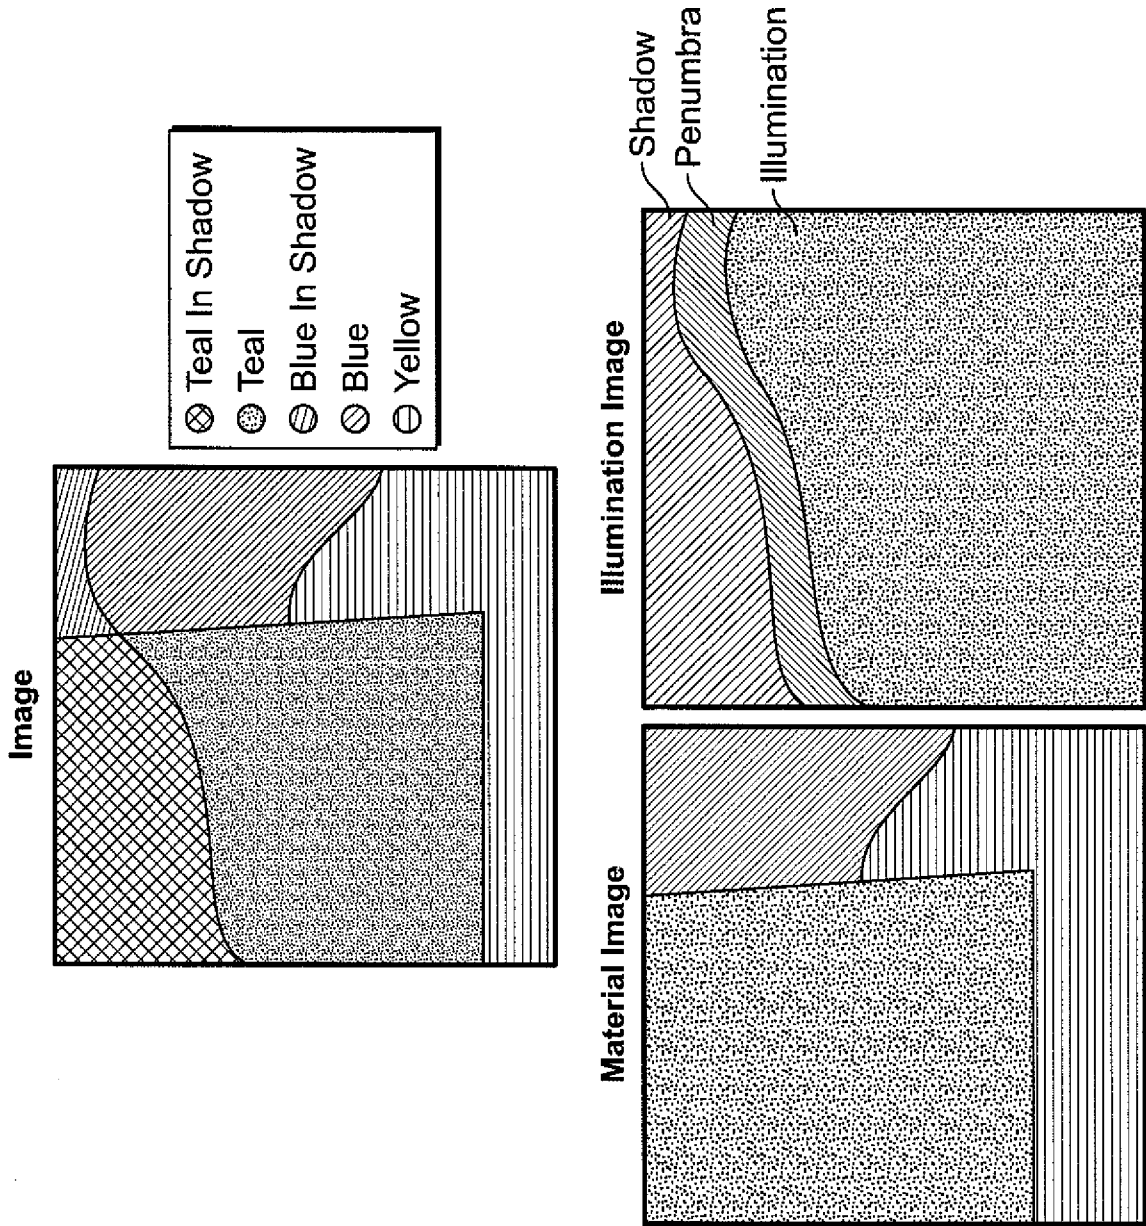 Image
Teal In Shadow
Teal
Blue In Shadow
Blue
Yellow
Material Image
Illumination Image
Shadow
Penumbra
Illumination